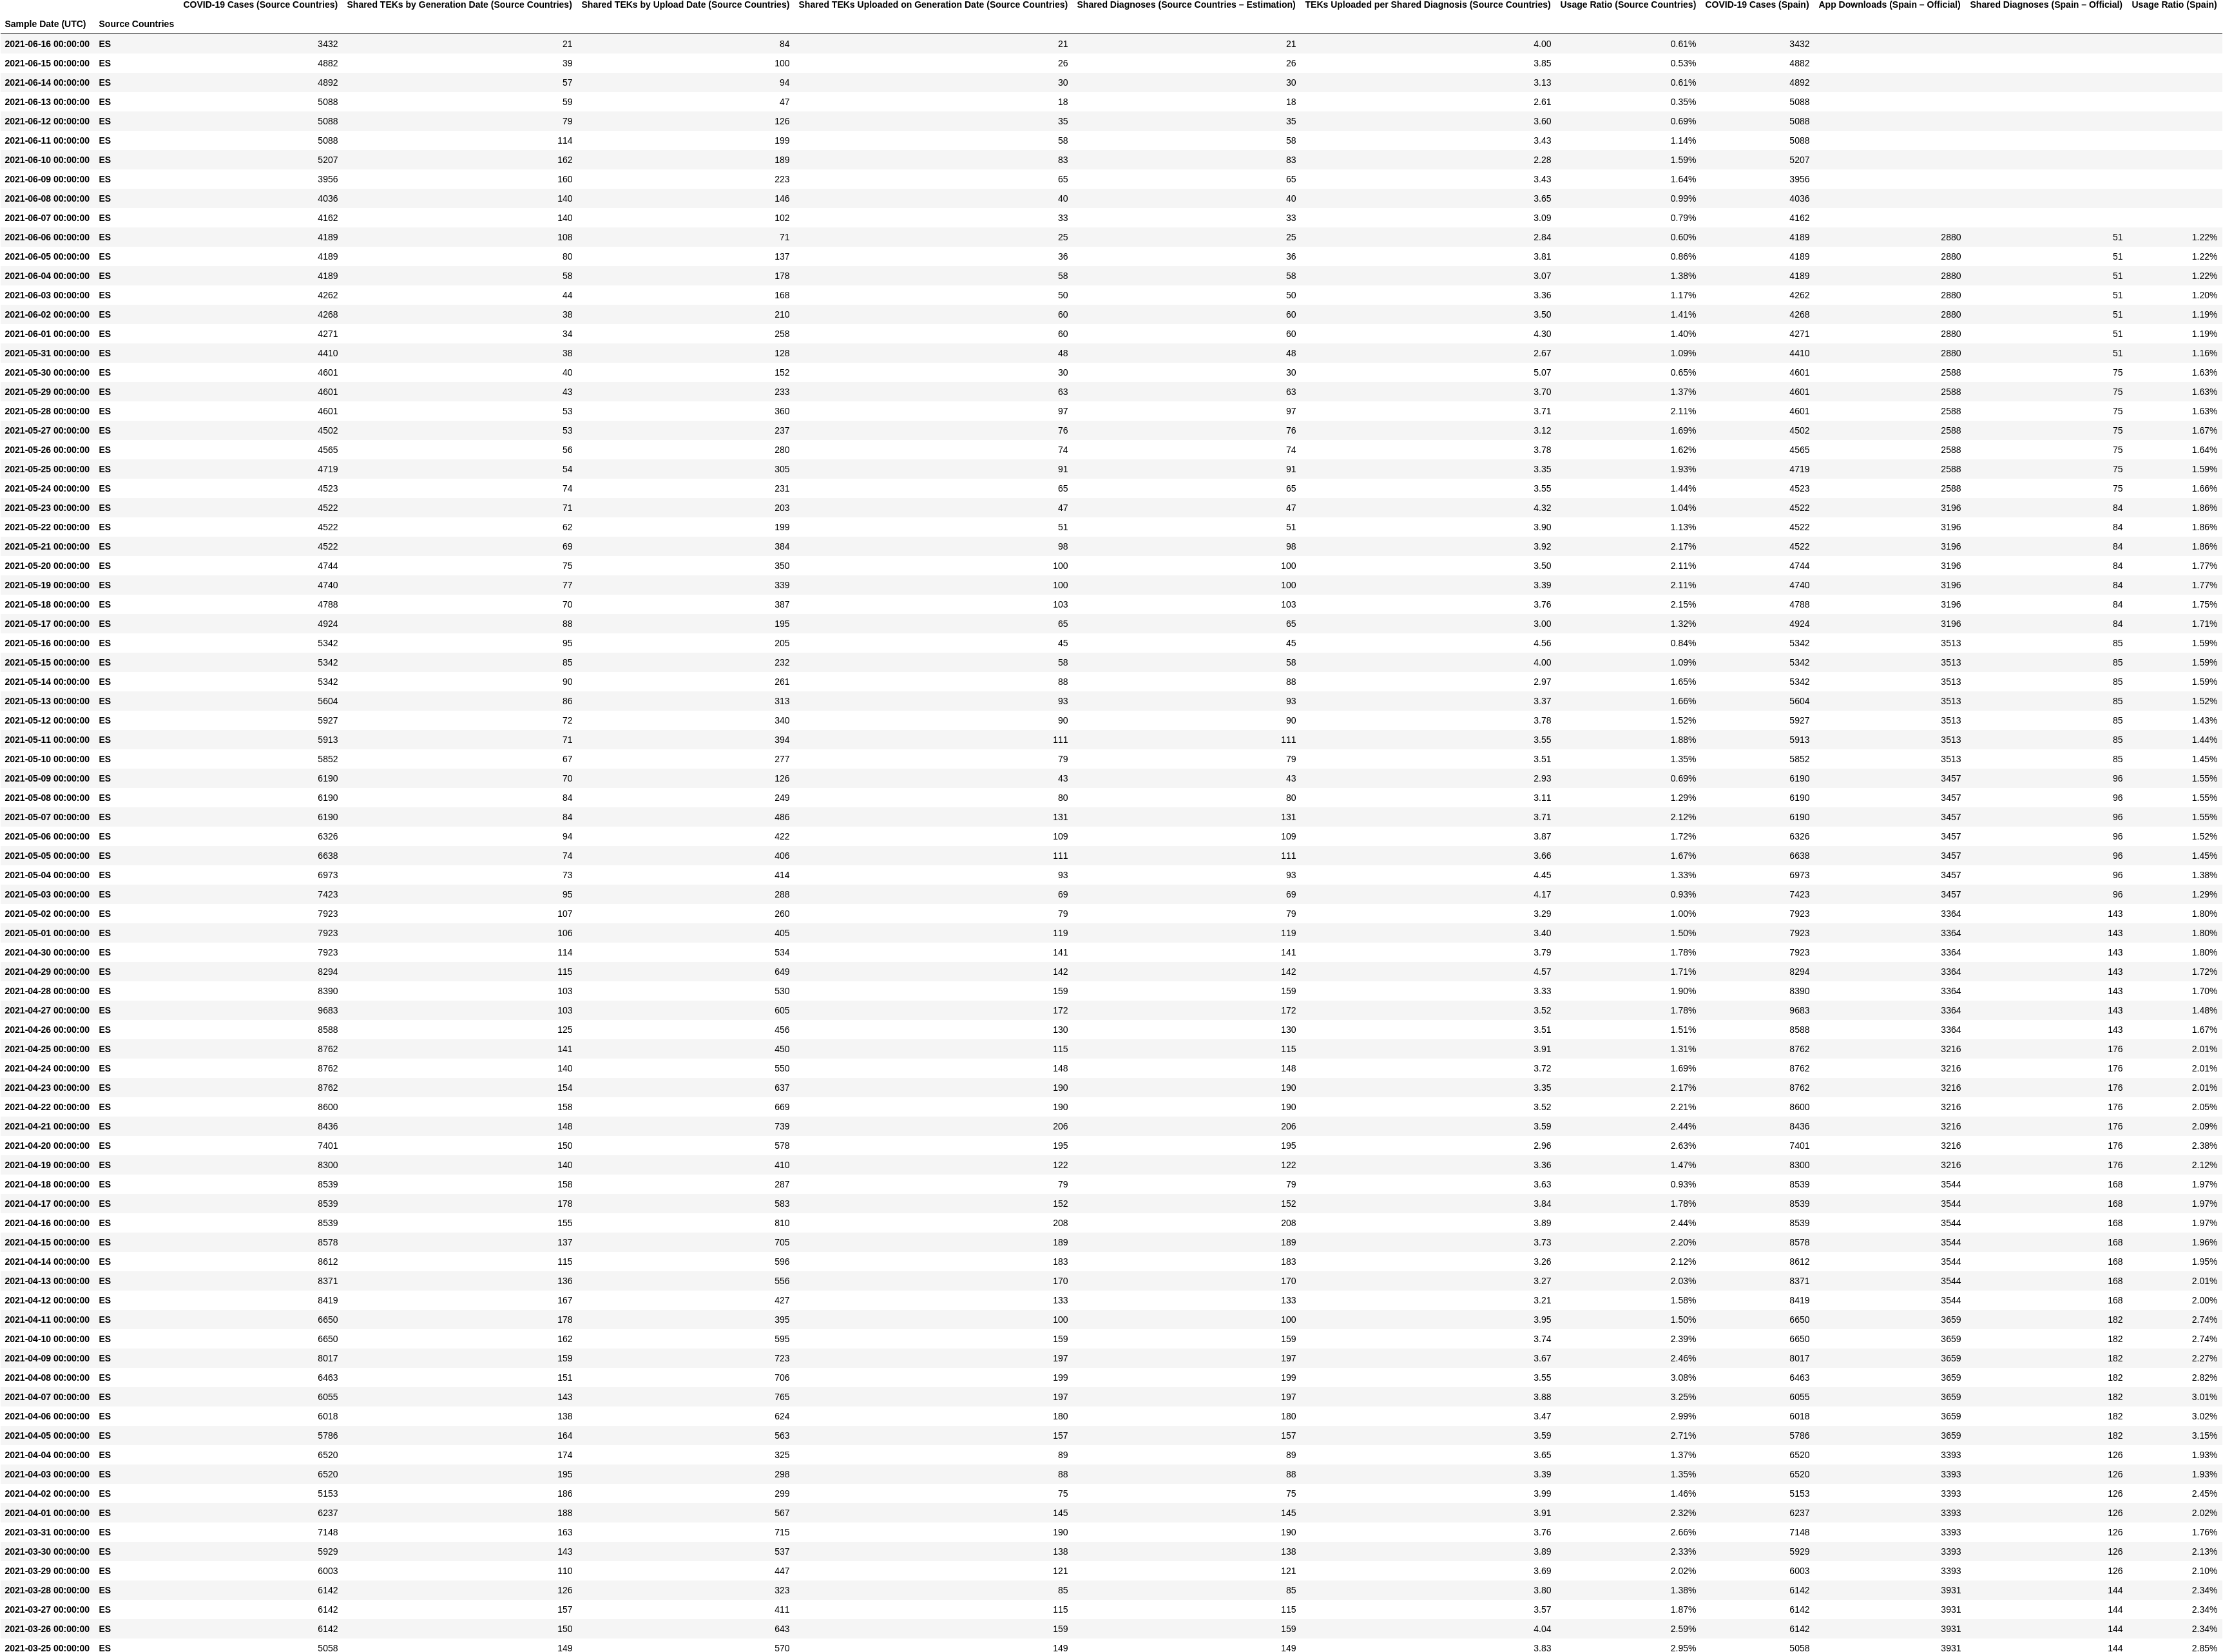 COVID-19 Cases (Source Countries) Shared TEKs by Generation Date (Source Countries) Shared TEKs by Upload Date (Source Countries) Shared TEKs Uploaded on Generation Date (Source Countries) Shared Diagnoses (Source Countries – Estimation) TEKs Uploaded per Shared Diagnosis (Source Countries) Usage Ratio (Source Countries) COVID-19 Cases (Spain) App Downloads (Spain – Official) Shared Diagnoses (Spain – Official) Usage Ratio (Spain)
Sample Date (UTC) Source Countries
2021-06-16 00:00:00 ES 3432 21 84 21 21 4.00 0.61% 3432
2021-06-15 00:00:00 ES 4882 39 100 26 26 3.85 0.53% 4882
2021-06-14 00:00:00 ES 4892 57 94 30 30 3.13 0.61% 4892
2021-06-13 00:00:00 ES 5088 59 47 18 18 2.61 0.35% 5088
2021-06-12 00:00:00 ES 5088 79 126 35 35 3.60 0.69% 5088
2021-06-11 00:00:00 ES 5088 114 199 58 58 3.43 1.14% 5088
2021-06-10 00:00:00 ES 5207 162 189 83 83 2.28 1.59% 5207
2021-06-09 00:00:00 ES 3956 160 223 65 65 3.43 1.64% 3956
2021-06-08 00:00:00 ES 4036 140 146 40 40 3.65 0.99% 4036
2021-06-07 00:00:00 ES 4162 140 102 33 33 3.09 0.79% 4162
2021-06-06 00:00:00 ES 4189 108 71 25 25 2.84 0.60% 4189 2880 51 1.22%
2021-06-05 00:00:00 ES 4189 80 137 36 36 3.81 0.86% 4189 2880 51 1.22%
2021-06-04 00:00:00 ES 4189 58 178 58 58 3.07 1.38% 4189 2880 51 1.22%
2021-06-03 00:00:00 ES 4262 44 168 50 50 3.36 1.17% 4262 2880 51 1.20%
2021-06-02 00:00:00 ES 4268 38 210 60 60 3.50 1.41% 4268 2880 51 1.19%
2021-06-01 00:00:00 ES 4271 34 258 60 60 4.30 1.40% 4271 2880 51 1.19%
2021-05-31 00:00:00 ES 4410 38 128 48 48 2.67 1.09% 4410 2880 51 1.16%
2021-05-30 00:00:00 ES 4601 40 152 30 30 5.07 0.65% 4601 2588 75 1.63%
2021-05-29 00:00:00 ES 4601 43 233 63 63 3.70 1.37% 4601 2588 75 1.63%
2021-05-28 00:00:00 ES 4601 53 360 97 97 3.71 2.11% 4601 2588 75 1.63%
2021-05-27 00:00:00 ES 4502 53 237 76 76 3.12 1.69% 4502 2588 75 1.67%
2021-05-26 00:00:00 ES 4565 56 280 74 74 3.78 1.62% 4565 2588 75 1.64%
2021-05-25 00:00:00 ES 4719 54 305 91 91 3.35 1.93% 4719 2588 75 1.59%
2021-05-24 00:00:00 ES 4523 74 231 65 65 3.55 1.44% 4523 2588 75 1.66%
2021-05-23 00:00:00 ES 4522 71 203 47 47 4.32 1.04% 4522 3196 84 1.86%
2021-05-22 00:00:00 ES 4522 62 199 51 51 3.90 1.13% 4522 3196 84 1.86%
2021-05-21 00:00:00 ES 4522 69 384 98 98 3.92 2.17% 4522 3196 84 1.86%
2021-05-20 00:00:00 ES 4744 75 350 100 100 3.50 2.11% 4744 3196 84 1.77%
2021-05-19 00:00:00 ES 4740 77 339 100 100 3.39 2.11% 4740 3196 84 1.77%
2021-05-18 00:00:00 ES 4788 70 387 103 103 3.76 2.15% 4788 3196 84 1.75%
2021-05-17 00:00:00 ES 4924 88 195 65 65 3.00 1.32% 4924 3196 84 1.71%
2021-05-16 00:00:00 ES 5342 95 205 45 45 4.56 0.84% 5342 3513 85 1.59%
2021-05-15 00:00:00 ES 5342 85 232 58 58 4.00 1.09% 5342 3513 85 1.59%
2021-05-14 00:00:00 ES 5342 90 261 88 88 2.97 1.65% 5342 3513 85 1.59%
2021-05-13 00:00:00 ES 5604 86 313 93 93 3.37 1.66% 5604 3513 85 1.52%
2021-05-12 00:00:00 ES 5927 72 340 90 90 3.78 1.52% 5927 3513 85 1.43%
2021-05-11 00:00:00 ES 5913 71 394 111 111 3.55 1.88% 5913 3513 85 1.44%
2021-05-10 00:00:00 ES 5852 67 277 79 79 3.51 1.35% 5852 3513 85 1.45%
2021-05-09 00:00:00 ES 6190 70 126 43 43 2.93 0.69% 6190 3457 96 1.55%
2021-05-08 00:00:00 ES 6190 84 249 80 80 3.11 1.29% 6190 3457 96 1.55%
2021-05-07 00:00:00 ES 6190 84 486 131 131 3.71 2.12% 6190 3457 96 1.55%
2021-05-06 00:00:00 ES 6326 94 422 109 109 3.87 1.72% 6326 3457 96 1.52%
2021-05-05 00:00:00 ES 6638 74 406 111 111 3.66 1.67% 6638 3457 96 1.45%
2021-05-04 00:00:00 ES 6973 73 414 93 93 4.45 1.33% 6973 3457 96 1.38%
2021-05-03 00:00:00 ES 7423 95 288 69 69 4.17 0.93% 7423 3457 96 1.29%
2021-05-02 00:00:00 ES 7923 107 260 79 79 3.29 1.00% 7923 3364 143 1.80%
2021-05-01 00:00:00 ES 7923 106 405 119 119 3.40 1.50% 7923 3364 143 1.80%
2021-04-30 00:00:00 ES 7923 114 534 141 141 3.79 1.78% 7923 3364 143 1.80%
2021-04-29 00:00:00 ES 8294 115 649 142 142 4.57 1.71% 8294 3364 143 1.72%
2021-04-28 00:00:00 ES 8390 103 530 159 159 3.33 1.90% 8390 3364 143 1.70%
2021-04-27 00:00:00 ES 9683 103 605 172 172 3.52 1.78% 9683 3364 143 1.48%
2021-04-26 00:00:00 ES 8588 125 456 130 130 3.51 1.51% 8588 3364 143 1.67%
2021-04-25 00:00:00 ES 8762 141 450 115 115 3.91 1.31% 8762 3216 176 2.01%
2021-04-24 00:00:00 ES 8762 140 550 148 148 3.72 1.69% 8762 3216 176 2.01%
2021-04-23 00:00:00 ES 8762 154 637 190 190 3.35 2.17% 8762 3216 176 2.01%
2021-04-22 00:00:00 ES 8600 158 669 190 190 3.52 2.21% 8600 3216 176 2.05%
2021-04-21 00:00:00 ES 8436 148 739 206 206 3.59 2.44% 8436 3216 176 2.09%
2021-04-20 00:00:00 ES 7401 150 578 195 195 2.96 2.63% 7401 3216 176 2.38%
2021-04-19 00:00:00 ES 8300 140 410 122 122 3.36 1.47% 8300 3216 176 2.12%
2021-04-18 00:00:00 ES 8539 158 287 79 79 3.63 0.93% 8539 3544 168 1.97%
2021-04-17 00:00:00 ES 8539 178 583 152 152 3.84 1.78% 8539 3544 168 1.97%
2021-04-16 00:00:00 ES 8539 155 810 208 208 3.89 2.44% 8539 3544 168 1.97%
2021-04-15 00:00:00 ES 8578 137 705 189 189 3.73 2.20% 8578 3544 168 1.96%
2021-04-14 00:00:00 ES 8612 115 596 183 183 3.26 2.12% 8612 3544 168 1.95%
2021-04-13 00:00:00 ES 8371 136 556 170 170 3.27 2.03% 8371 3544 168 2.01%
2021-04-12 00:00:00 ES 8419 167 427 133 133 3.21 1.58% 8419 3544 168 2.00%
2021-04-11 00:00:00 ES 6650 178 395 100 100 3.95 1.50% 6650 3659 182 2.74%
2021-04-10 00:00:00 ES 6650 162 595 159 159 3.74 2.39% 6650 3659 182 2.74%
2021-04-09 00:00:00 ES 8017 159 723 197 197 3.67 2.46% 8017 3659 182 2.27%
2021-04-08 00:00:00 ES 6463 151 706 199 199 3.55 3.08% 6463 3659 182 2.82%
2021-04-07 00:00:00 ES 6055 143 765 197 197 3.88 3.25% 6055 3659 182 3.01%
2021-04-06 00:00:00 ES 6018 138 624 180 180 3.47 2.99% 6018 3659 182 3.02%
2021-04-05 00:00:00 ES 5786 164 563 157 157 3.59 2.71% 5786 3659 182 3.15%
2021-04-04 00:00:00 ES 6520 174 325 89 89 3.65 1.37% 6520 3393 126 1.93%
2021-04-03 00:00:00 ES 6520 195 298 88 88 3.39 1.35% 6520 3393 126 1.93%
2021-04-02 00:00:00 ES 5153 186 299 75 75 3.99 1.46% 5153 3393 126 2.45%
2021-04-01 00:00:00 ES 6237 188 567 145 145 3.91 2.32% 6237 3393 126 2.02%
2021-03-31 00:00:00 ES 7148 163 715 190 190 3.76 2.66% 7148 3393 126 1.76%
2021-03-30 00:00:00 ES 5929 143 537 138 138 3.89 2.33% 5929 3393 126 2.13%
2021-03-29 00:00:00 ES 6003 110 447 121 121 3.69 2.02% 6003 3393 126 2.10%
2021-03-28 00:00:00 ES 6142 126 323 85 85 3.80 1.38% 6142 3931 144 2.34%
2021-03-27 00:00:00 ES 6142 157 411 115 115 3.57 1.87% 6142 3931 144 2.34%
2021-03-26 00:00:00 ES 6142 150 643 159 159 4.04 2.59% 6142 3931 144 2.34%
2021-03-25 00:00:00 ES 5058 149 570 149 149 3.83 2.95% 5058 3931 144 2.85%